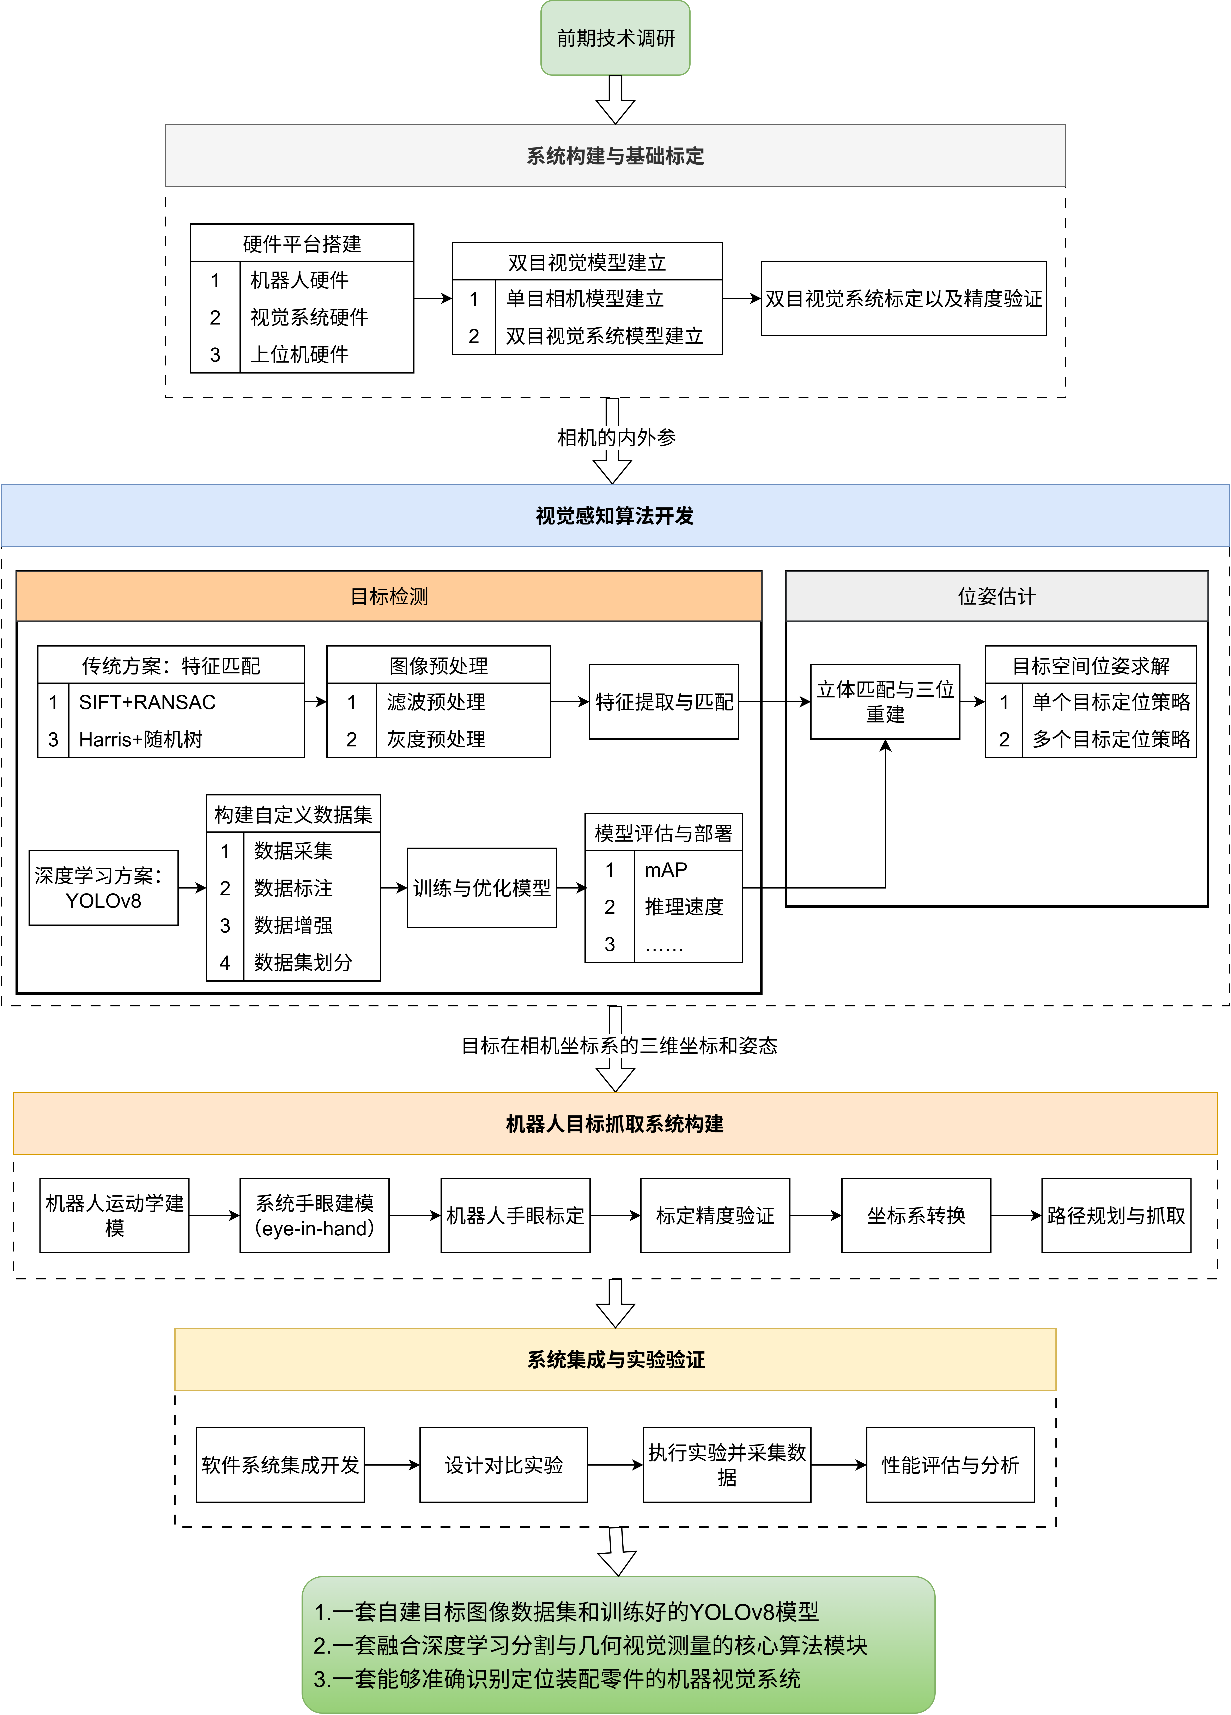 前期技术调研
系统构建与基础标定
硬件平台搭建
1 机器人硬件
2 视觉系统硬件
3 上位机硬件
双目视觉模型建立
1 单目相机模型建立
2 双目视觉系统模型建立
双目视觉系统标定以及精度验证
相机的内外参
视觉感知算法开发
目标检测
传统方案：特征匹配
1 SIFT+RANSAC
3 Harris+随机树
图像预处理
1 滤波预处理
2 灰度预处理
特征提取与匹配
深度学习方案：
YOLOv8
构建自定义数据集
1 数据采集
2 数据标注
3 数据增强
4 数据集划分
训练与优化模型
模型评估与部署
1 mAP
2 推理速度
3 ……
位姿估计
立体匹配与三位
重建
目标空间位姿求解
1 单个目标定位策略
2 多个目标定位策略
目标在相机坐标系的三维坐标和姿态
机器人目标抓取系统构建
机器人运动学建
模
系统手眼建模
（eye-in-hand）
机器人手眼标定
标定精度验证
坐标系转换
路径规划与抓取
系统集成与实验验证
软件系统集成开发
设计对比实验
执行实验并采集数
据
性能评估与分析
1.一套自建目标图像数据集和训练好的YOLOv8模型
2.一套融合深度学习分割与几何视觉测量的核心算法模块
3.一套能够准确识别定位装配零件的机器视觉系统